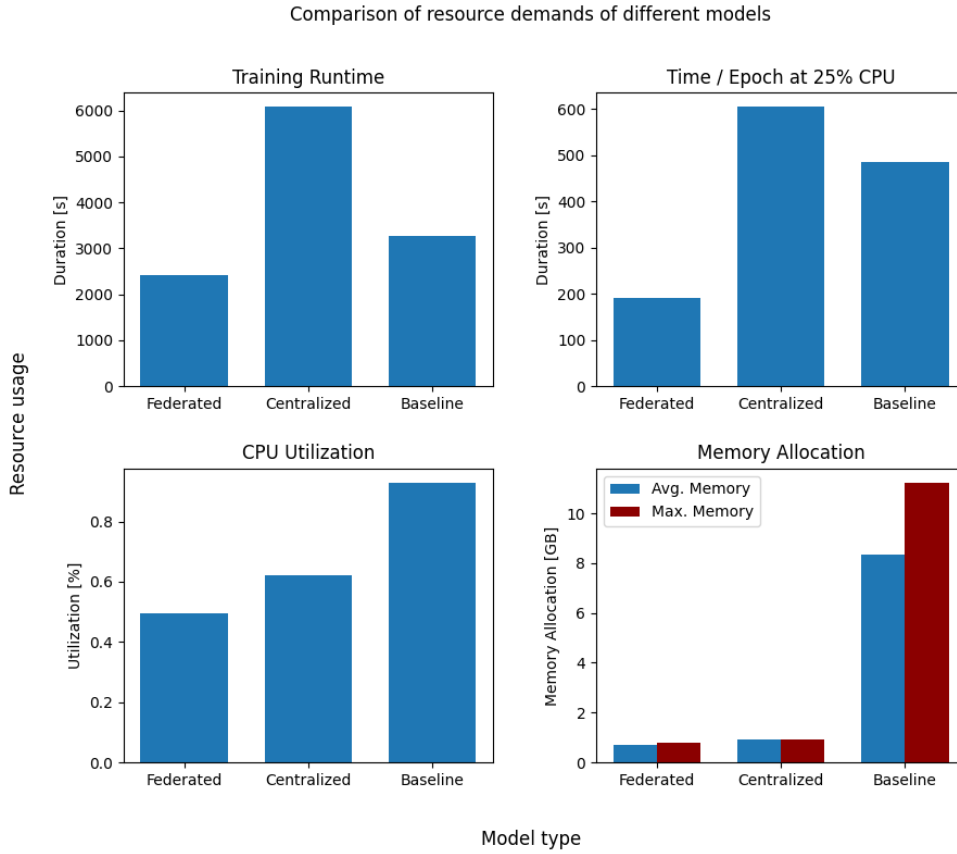 Comparison of resource demands of different models
Training Runtime
Duration [s]
6000
5000
4000
3000
2000
1000
0
Federated
Centralized
Baseline
Time / Epoch at 25% CPU
Duration [s]
600
500
400
300
200
100
0
Federated
Centralized
Baseline
Resource usage
CPU Utilization
Utilization [%]
0.8
0.6
0.4
0.2
0.0
Federated
Centralized
Baseline
Memory Allocation
Memory Allocation [GB]
10
8
6
4
2
0
Avg. Memory
Max. Memory
Federated
Centralized
Baseline
Model type